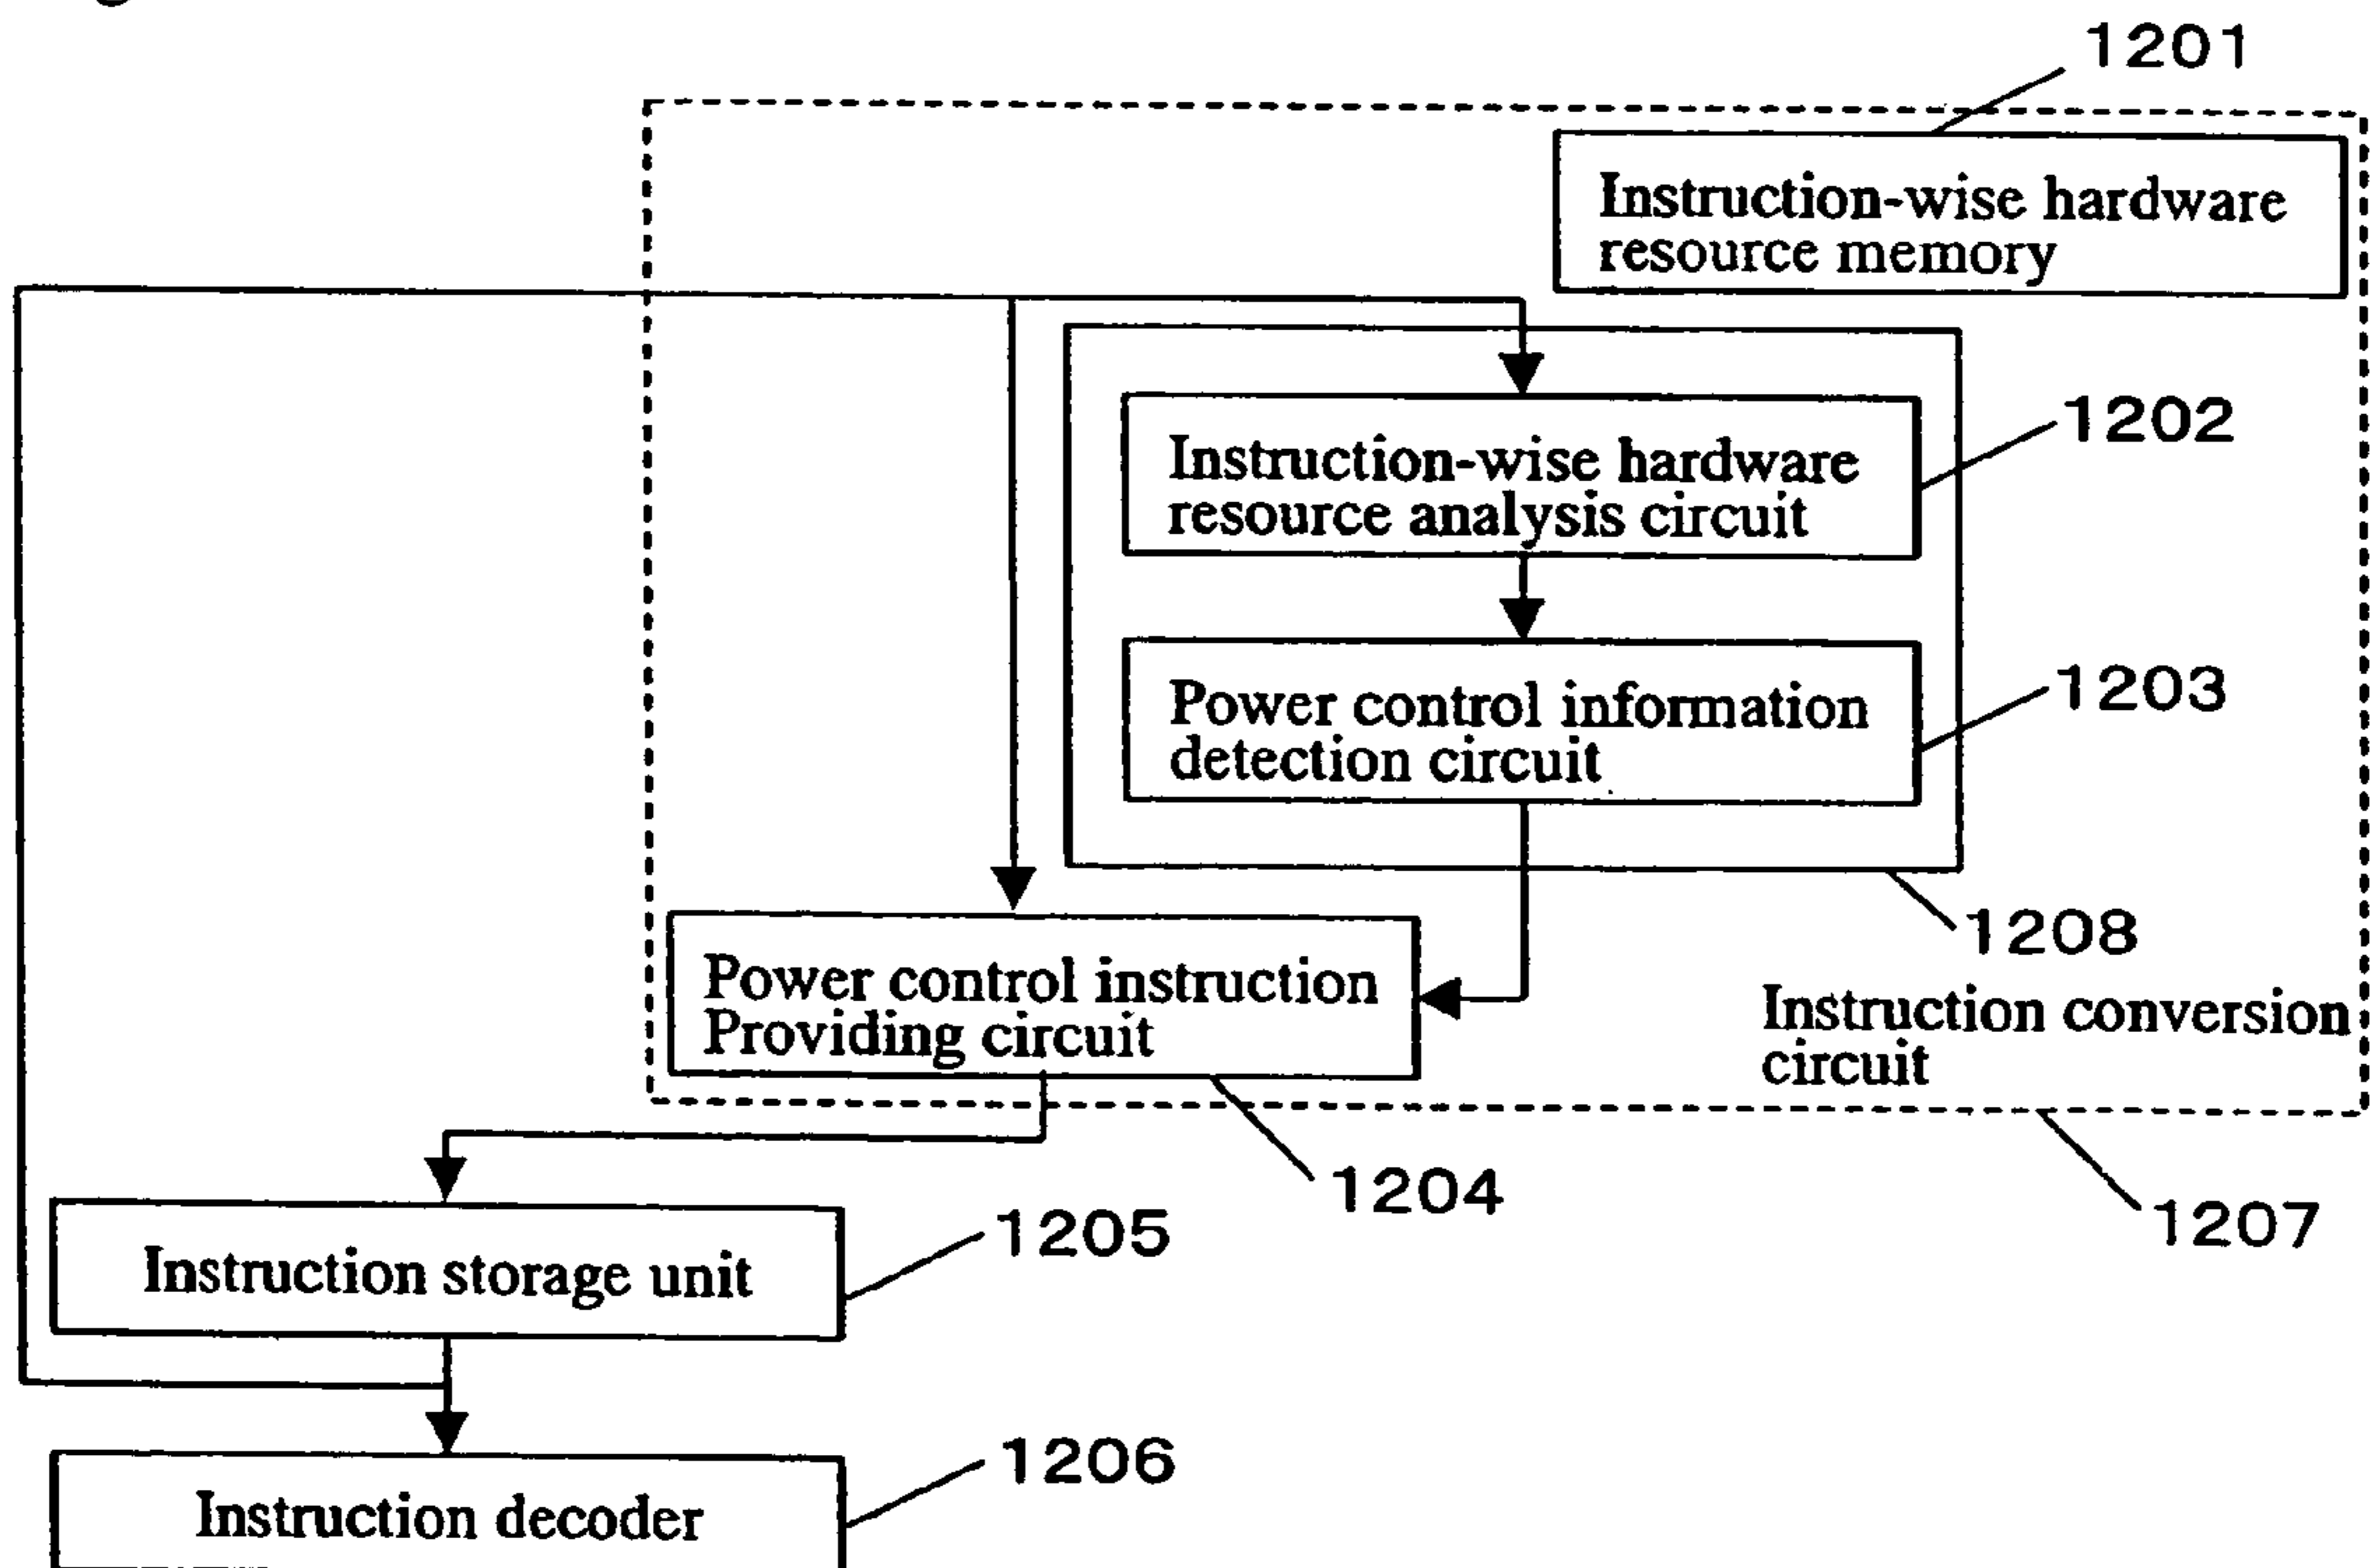 1201
Instruction-wise hardware
resource memory
1202
Instruction-wise hardware
resource analysis circuit
1203
Power control information
detection circuit
1208
Power control instruction
Providing circuit
Instruction conversion
circuit
1204
1207
1205
Instruction storage unit
1206
Instruction decoder